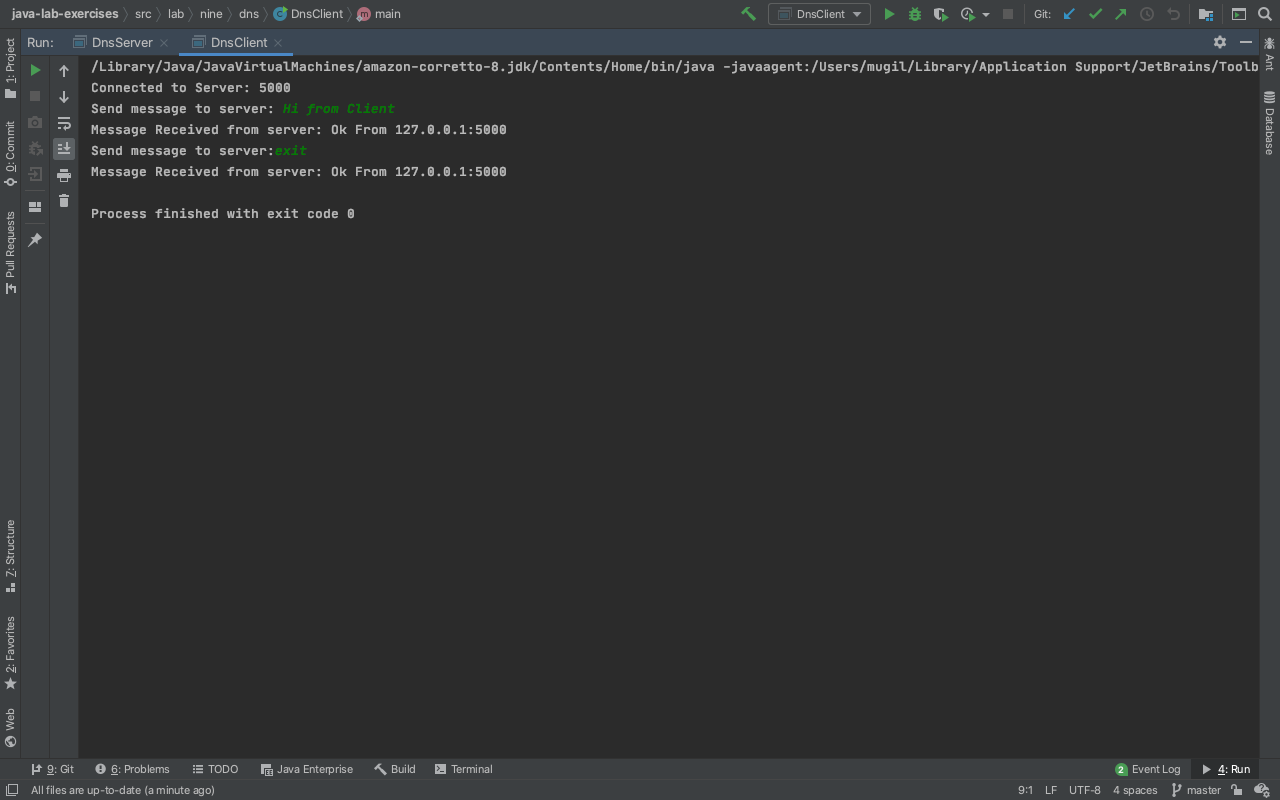 java-lab-exercises src lab nine dns DnsClient main DnsClient Git:
Run: DnsServer DnsClient
/Library/Java/JavaVirtualMachines/amazon-corretto-8.jdk/Contents/Home/bin/java -javaagent:/Users/mugil/Library/Application Support/JetBrains/Toolb
Connected to Server: 5000
Send message to server: Hi from Client
Message Received from server: Ok From 127.0.0.1:5000
Send message to server:exit
Message Received from server: Ok From 127.0.0.1:5000
Process finished with exit code 0
1: Project
0: Commit
Pull Requests
7: Structure
2: Favorites
Web
Ant
Database
9: Git 6: Problems TODO Java Enterprise Build Terminal 2 Event Log 4: Run
All files are up-to-date (a minute ago) 9:1 LF UTF-8 4 spaces master